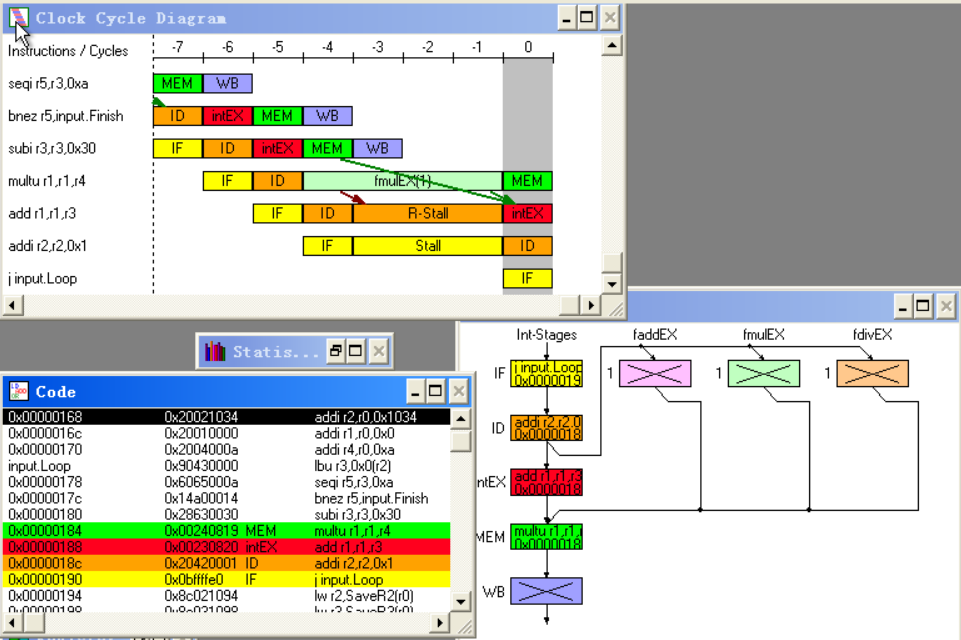 Clock Cycle Diagram
Instructions / Cycles -7 -6 -5 -4 -3 -2 -1 0
seqi r5,r3,0xa MEM WB
bnez r5,input.Finish ID intEX MEM WB
subi r3,r3,0x30 IF ID intEX MEM WB
multu r1,r1,r4 IF ID fmulEX(1) MEM
add r1,r1,r3 IF ID R-Stall intEX
addi r2,r2,0x1 IF Stall ID
j input.Loop IF
Statis...
Code
0x00000168 0x20021034 addi r2,r0,0x1034
0x0000016c 0x20010000 addi r1,r0,0x0
0x00000170 0x2004000a addi r4,r0,0xa
input.Loop 0x90430000 lbu r3,0x0(r2)
0x00000178 0x6065000a seqi r5,r3,0xa
0x0000017c 0x14a00014 bnez r5,input.Finish
0x00000180 0x28630030 subi r3,r3,0x30
0x00000184 0x00240819 MEM multu r1,r1,r4
0x00000188 0x00230820 intEX add r1,r1,r3
0x0000018c 0x20420001 ID addi r2,r2,0x1
0x00000190 0x0bffffe0 IF j input.Loop
0x00000194 0x8c021094 lw r2,SaveR2(r0)
0x00000198 0x8c031098 lw r3,SaveR3(r0)
Int-Stages faddEX fmulEX fdivEX
IF j input.Loop 1 1 1
0x0000019
ID addi r2,r2,0
0x0000018
ntEX add r1,r1,r3
0x0000018
MEM multu r1,r1,
0x0000018
WB